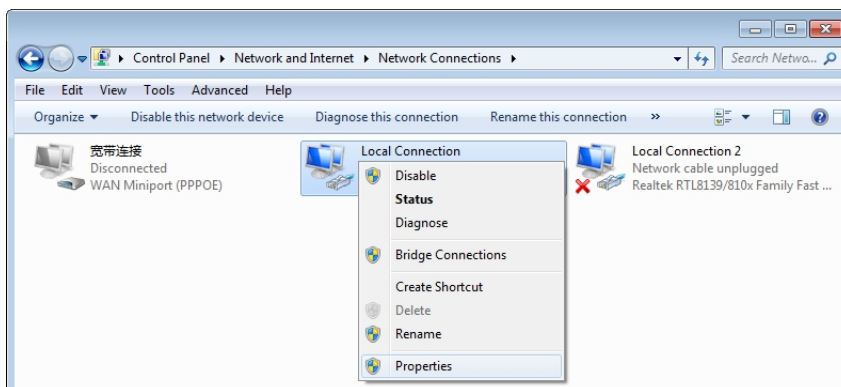 Control Panel ▸ Network and Internet ▸ Network Connections ▸
Search Netwo...
File Edit View Tools Advanced Help
Organize Disable this network device Diagnose this connection Rename this connection »
宽带连接
Disconnected
WAN Miniport (PPPOE)
Local Connection
Disable
Status
Diagnose
Bridge Connections
Create Shortcut
Delete
Rename
Properties
Local Connection 2
Network cable unplugged
Realtek RTL8139/810x Family Fast ...